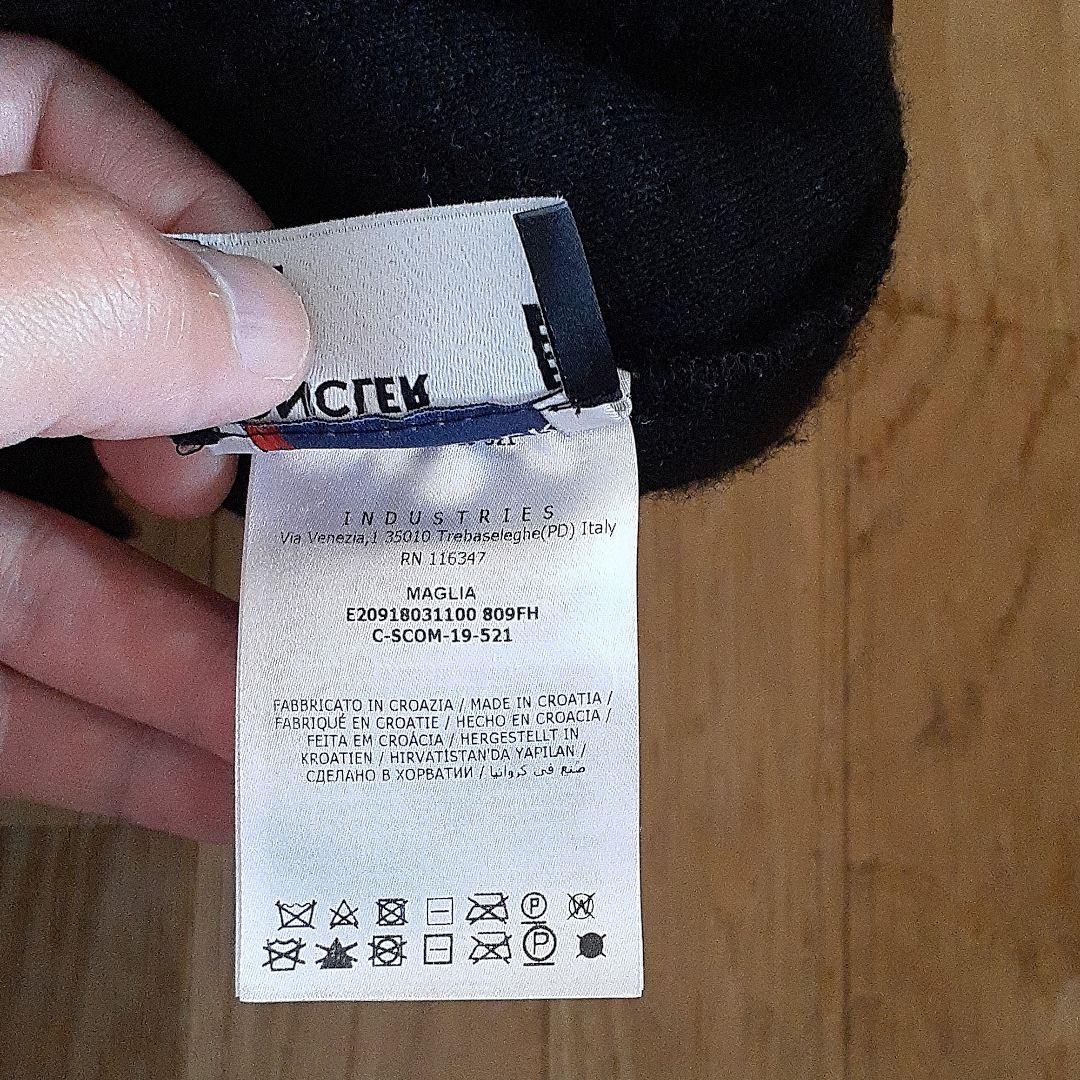 INDUSTRIES
Via Venezia,1 35010 Trebaseleghe(PD) Italy
RN 116347
MAGLIA
E20918031100 809FH
C-SCOM-19-521
FABBRICATO IN CROAZIA / MADE IN CROATIA /
FABRIQUÉ EN CROATIE / HECHO EN CROACIA /
FEITA EM CROÁCIA / HERGESTELLT IN
KROATIEN / HIRVATİSTAN'DA YAPILAN /
СДЕЛАНО В ХОРВАТИИ / صنع في كرواتيا
P W
P